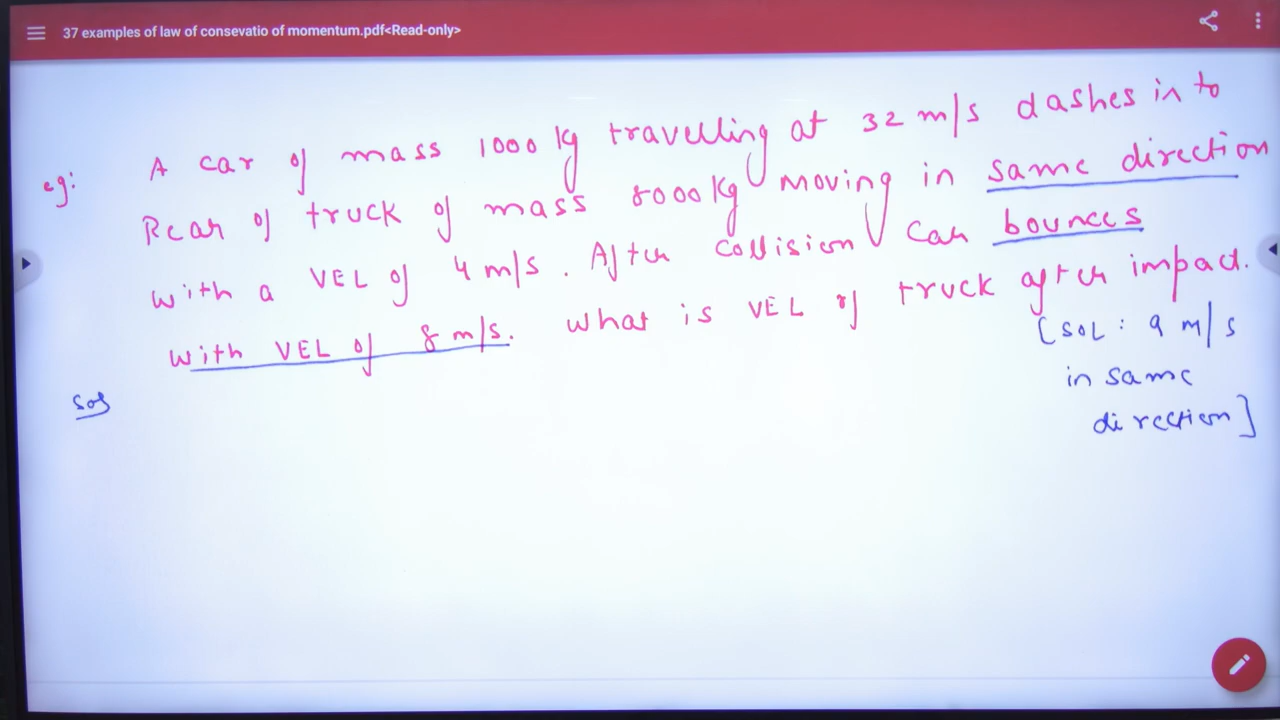 37 examples of law of consevatio of momentum.pdf<Read-only>
eg: A car of mass 1000 kg travelling at 32 m/s dashes in to
Rear of truck of mass 8000 kg moving in same direction
with a VEL of 4 m/s. After collision car bounces
with VEL of 8 m/s. What is VEL of truck after impact.
[SOL: 9 m/s
in same
direction]
Sol